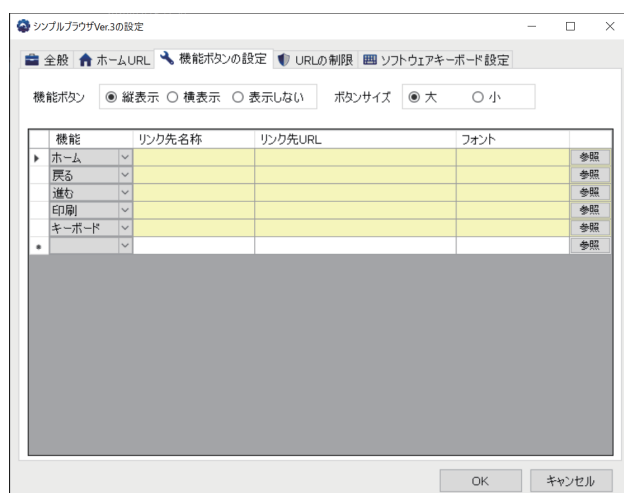 シンプルブラウザVer.3の設定
全般 ホームURL 機能ボタンの設定 URLの制限 ソフトウェアキーボード設定
機能ボタン 縦表示 横表示 表示しない ボタンサイズ 大 小
機能 リンク先名称 リンク先URL フォント
ホーム 参照
戻る 参照
進む 参照
印刷 参照
キーボード 参照
参照
OK キャンセル